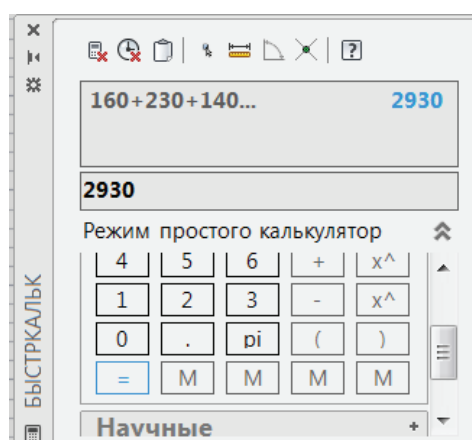 160+230+140... 2930
2930
Режим простого калькулятор
4 5 6 + x^
1 2 3 - x^
0 . pi ( )
= M M M M
Научные +
БЫСТРКАЛЬК